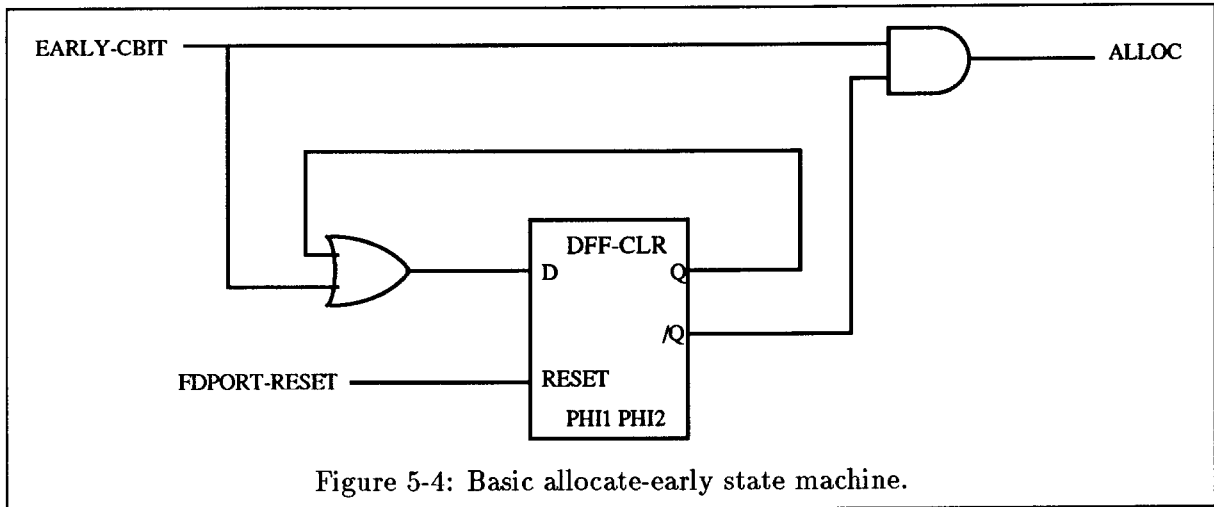 EARLY-CBIT
ALLOC
DFF-CLR
D
Q
/Q
FDPORT-RESET
RESET
PHI1 PHI2
Figure 5-4: Basic allocate-early state machine.